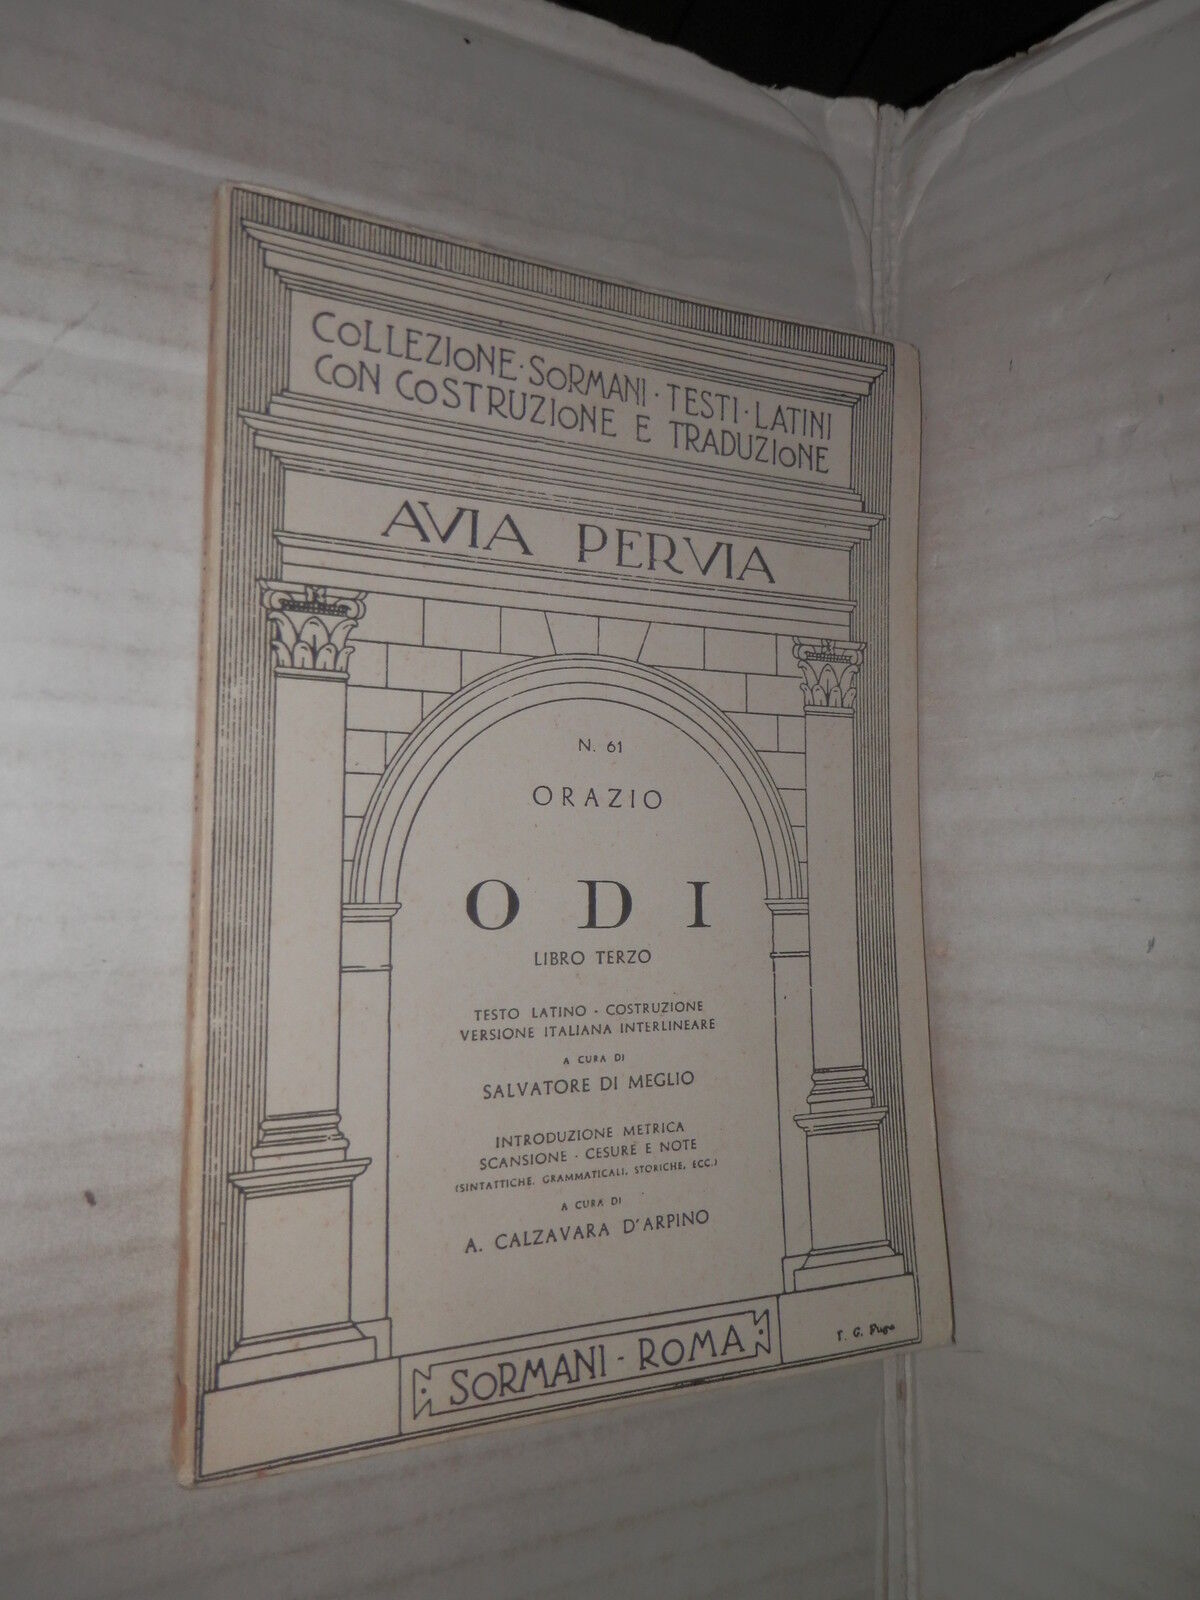 COLLEZIONE · SORMANI · TESTI · LATINI
CON COSTRUZIONE E TRADUZIONE
AVIA PERVIA
N. 61
ORAZIO
ODI
LIBRO TERZO
TESTO LATINO - COSTRUZIONE
VERSIONE ITALIANA INTERLINEARE
A CURA DI
SALVATORE DI MEGLIO
INTRODUZIONE METRICA
SCANSIONE - CESURE E NOTE
(SINTATTICHE, GRAMMATICALI, STORICHE, ECC.)
A CURA DI
A. CALZAVARA D'ARPINO
SORMANI - ROMA